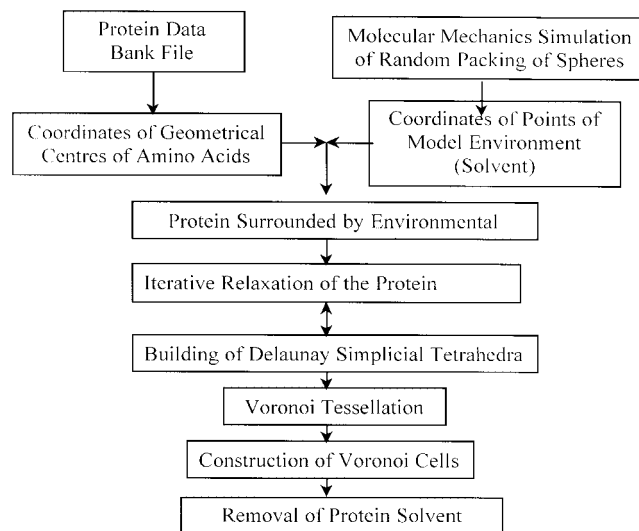 Protein Data
Bank File
Molecular Mechanics Simulation
of Random Packing of Spheres
Coordinates of Geometrical
Centres of Amino Acids
Coordinates of Points of
Model Environment
(Solvent)
Protein Surrounded by Environmental
Iterative Relaxation of the Protein
Building of Delaunay Simplicial Tetrahedra
Voronoi Tessellation
Construction of Voronoi Cells
Removal of Protein Solvent